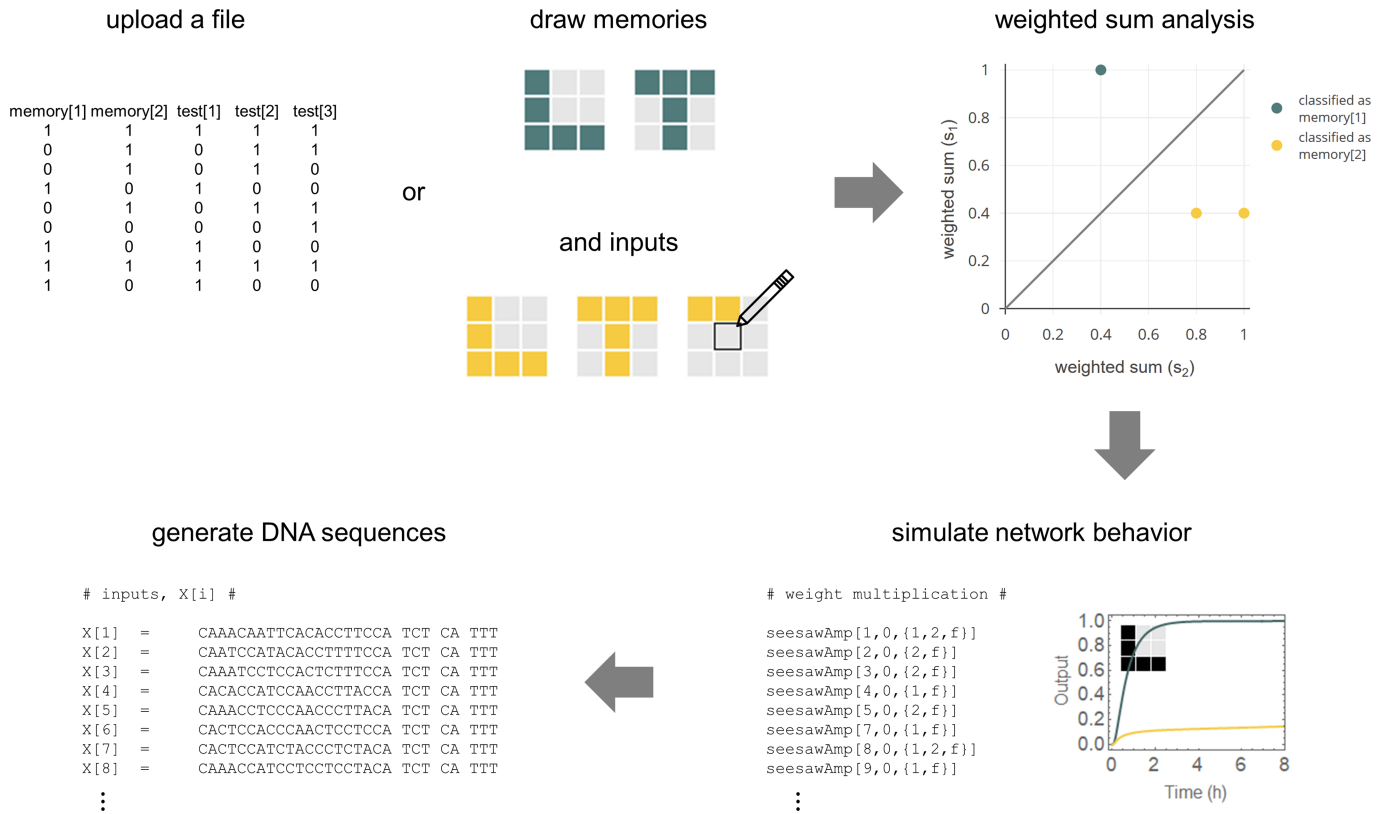 upload a file
memory[1] memory[2] test[1] test[2] test[3]
1 1 1 1 1
0 1 0 1 1
0 1 0 1 0
1 0 1 0 0
0 1 0 1 1
0 0 0 0 1
1 0 1 0 0
1 1 1 1 1
1 0 1 0 0
or
draw memories
and inputs
weighted sum analysis
weighted sum (s1)
1
0.8
0.6
0.4
0.2
0
0 0.2 0.4 0.6 0.8 1
weighted sum (s2)
classified as
memory[1]
classified as
memory[2]
simulate network behavior
# weight multiplication #
seesawAmp[1,0,{1,2,f}]
seesawAmp[2,0,{2,f}]
seesawAmp[3,0,{2,f}]
seesawAmp[4,0,{1,f}]
seesawAmp[5,0,{2,f}]
seesawAmp[7,0,{1,f}]
seesawAmp[8,0,{1,2,f}]
seesawAmp[9,0,{1,f}]
⋮
Output
1.0
0.8
0.6
0.4
0.2
0.0
0 2 4 6 8
Time (h)
generate DNA sequences
# inputs, X[i] #
X[1] = CAAACAATTCACACCTTCCA TCT CA TTT
X[2] = CAATCCATACACCTTTTCCA TCT CA TTT
X[3] = CAAATCCTCCACTCTTTCCA TCT CA TTT
X[4] = CACACCATCCAACCTTACCA TCT CA TTT
X[5] = CAAACCTCCCAACCCTTACA TCT CA TTT
X[6] = CACTCCACCCAACTCCTCCA TCT CA TTT
X[7] = CACTCCATCTACCCTCTACA TCT CA TTT
X[8] = CAAACCATCCTCCTCCTACA TCT CA TTT
⋮